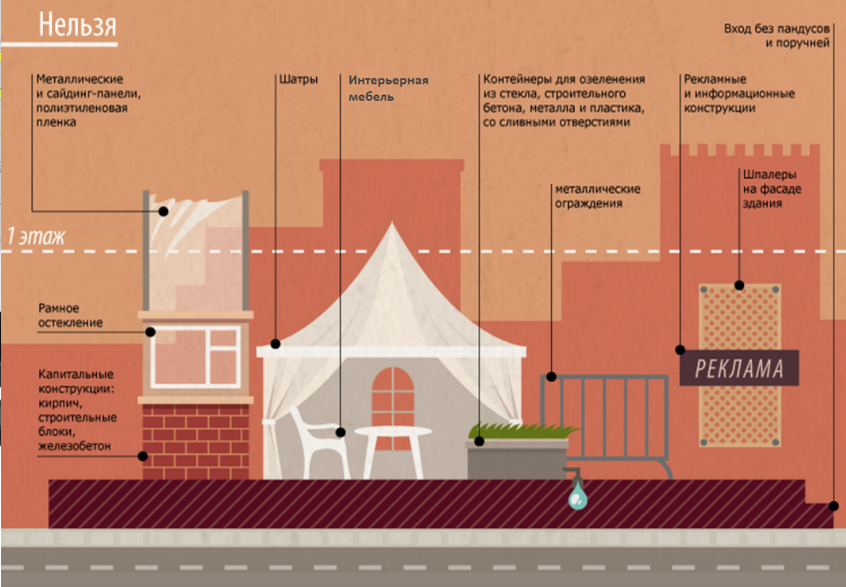 Нельзя
Вход без пандусов
и поручней
Металлические
и сайдинг-панели,
полиэтиленовая
пленка
Шатры
Интерьерная
мебель
Контейнеры для озеленения
из стекла, строительного
бетона, металла и пластика,
со сливными отверстиями
Рекламные
и информационные
конструкции
металлические
ограждения
Шпалеры
на фасаде
здания
1 этаж
Рамное
остекление
Капитальные
конструкции:
кирпич,
строительные
блоки,
железобетон
РЕКЛАМА